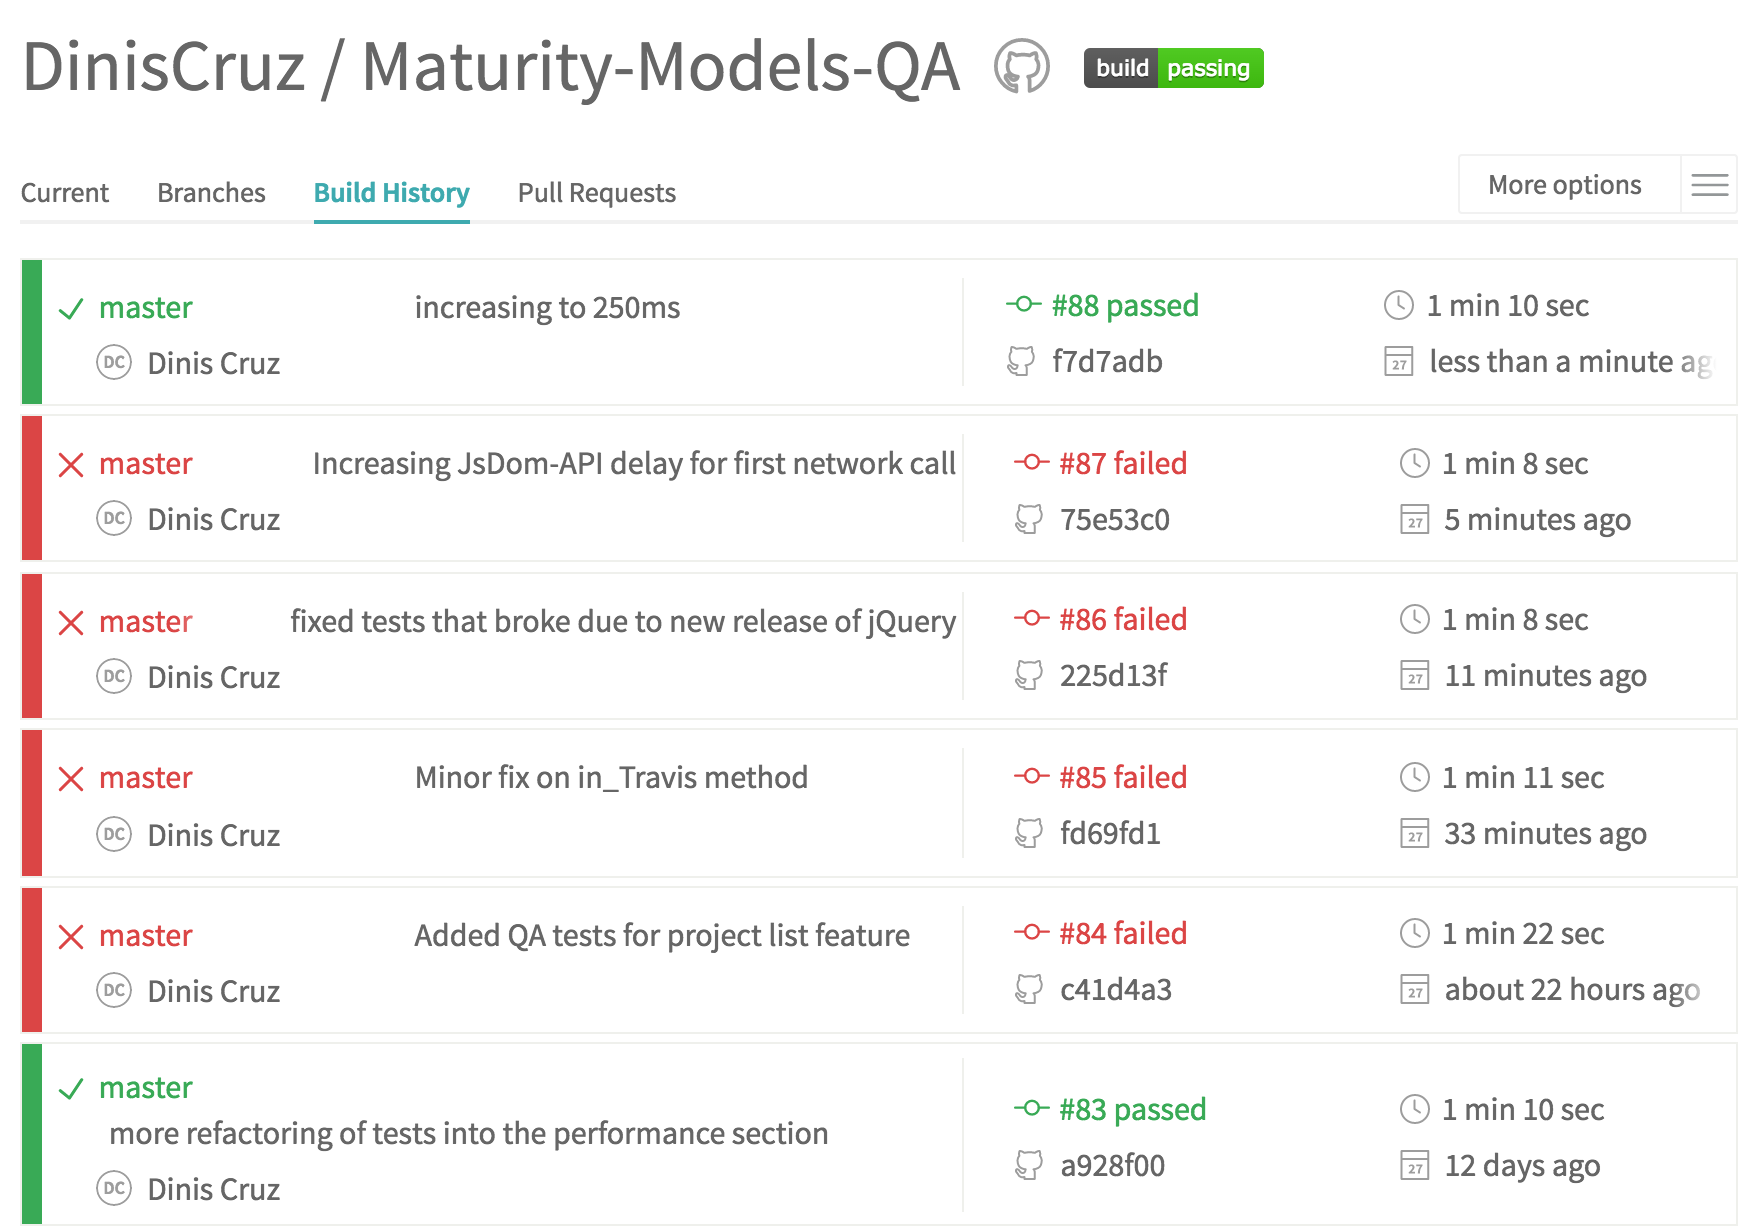 DinisCruz / Maturity-Models-QA build passing
Current Branches Build History Pull Requests More options
master increasing to 250ms #88 passed 1 min 10 sec
DC Dinis Cruz f7d7adb 27 less than a minute ag
master Increasing JsDom-API delay for first network call #87 failed 1 min 8 sec
DC Dinis Cruz 75e53c0 27 5 minutes ago
master fixed tests that broke due to new release of jQuery #86 failed 1 min 8 sec
DC Dinis Cruz 225d13f 27 11 minutes ago
master Minor fix on in_Travis method #85 failed 1 min 11 sec
DC Dinis Cruz fd69fd1 27 33 minutes ago
master Added QA tests for project list feature #84 failed 1 min 22 sec
DC Dinis Cruz c41d4a3 27 about 22 hours ago
master
more refactoring of tests into the performance section #83 passed 1 min 10 sec
DC Dinis Cruz a928f00 27 12 days ago